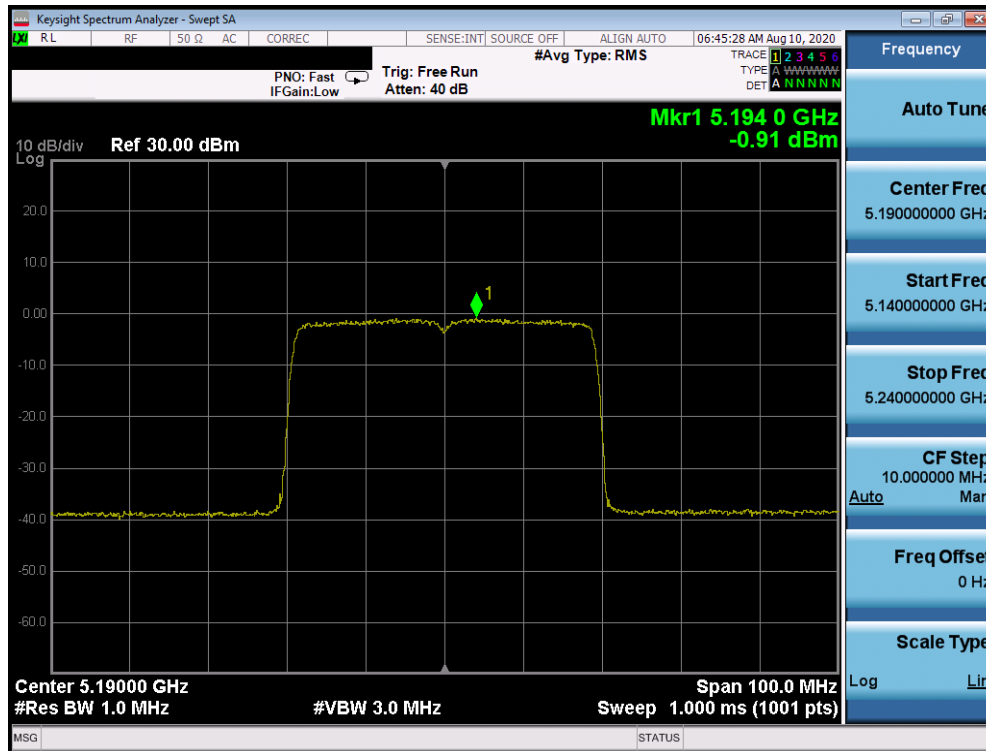 Keysight Spectrum Analyzer - Swept SA
LXI RL RF 50 Ω AC CORREC SENSE:INT SOURCE OFF ALIGN AUTO 06:45:28 AM Aug 10, 2020
#Avg Type: RMS TRACE 1 2 3 4 5 6
PNO: Fast Trig: Free Run TYPE A WWWWW
IFGain:Low Atten: 40 dB DET A N N N N N
Mkr1 5.194 0 GHz
10 dB/div Ref 30.00 dBm -0.91 dBm
Log
20.0
10.0
1
0.00
-10.0
-20.0
-30.0
-40.0
-50.0
-60.0
Center 5.19000 GHz Span 100.0 MHz
#Res BW 1.0 MHz #VBW 3.0 MHz Sweep 1.000 ms (1001 pts)
MSG STATUS
Frequency
Auto Tune
Center Freq
5.190000000 GHz
Start Freq
5.140000000 GHz
Stop Freq
5.240000000 GHz
CF Step
10.000000 MHz
Auto Man
Freq Offset
0 Hz
Scale Type
Log Lin